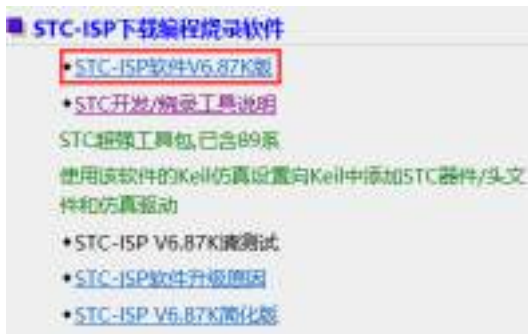 STC-ISP下载编程烧录软件
•STC-ISP软件V6.87K版
•STC开发/烧录工具说明
STC超强工具包,已含89系
使用该软件的Keil仿真设置向Keil中添加STC器件/头文
件和仿真驱动
•STC-ISP V6.87K请测试
•STC-ISP软件升级原因
•STC-ISP V6.87K简化版